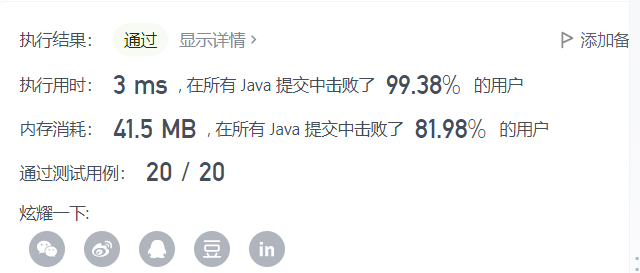 执行结果： 通过 显示详情 > 添加备
执行用时： 3 ms , 在所有 Java 提交中击败了 99.38% 的用户
内存消耗： 41.5 MB , 在所有 Java 提交中击败了 81.98% 的用户
通过测试用例： 20 / 20
炫耀一下:
豆 in